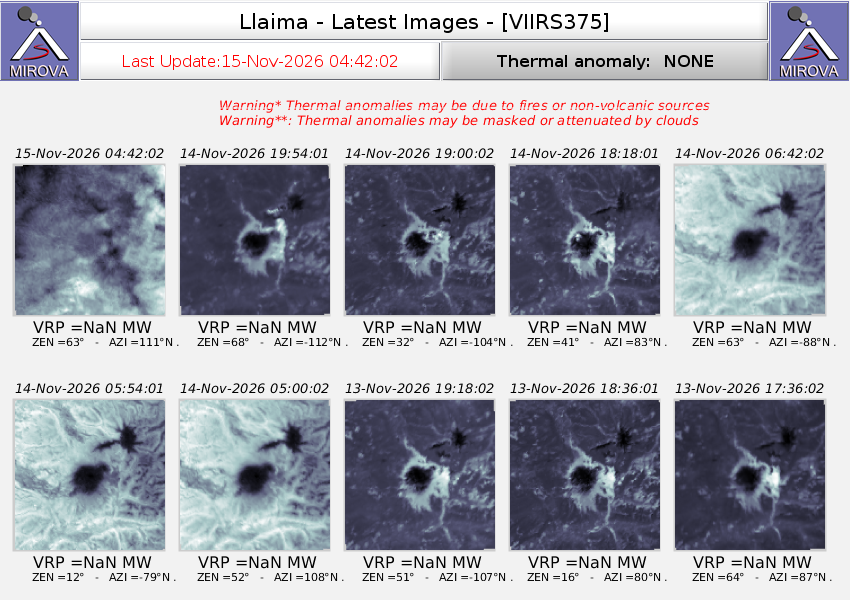 Llaima - Latest Images - [VIIRS375]
MIROVA
Last Update:15-Nov-2026 04:42:02
Thermal anomaly: NONE
MIROVA
Warning* Thermal anomalies may be due to fires or non-volcanic sources
Warning**: Thermal anomalies may be masked or attenuated by clouds
15-Nov-2026 04:42:02
14-Nov-2026 19:54:01
14-Nov-2026 19:00:02
14-Nov-2026 18:18:01
14-Nov-2026 06:42:02
VRP =NaN MW
VRP =NaN MW
VRP =NaN MW
VRP =NaN MW
VRP =NaN MW
ZEN =63° - AZI =111°N .
ZEN =68° - AZI =-112°N .
ZEN =32° - AZI =-104°N .
ZEN =41° - AZI =83°N .
ZEN =63° - AZI =-88°N .
14-Nov-2026 05:54:01
14-Nov-2026 05:00:02
13-Nov-2026 19:18:02
13-Nov-2026 18:36:01
13-Nov-2026 17:36:02
VRP =NaN MW
VRP =NaN MW
VRP =NaN MW
VRP =NaN MW
VRP =NaN MW
ZEN =12° - AZI =-79°N .
ZEN =52° - AZI =108°N .
ZEN =51° - AZI =-107°N .
ZEN =16° - AZI =80°N .
ZEN =64° - AZI =87°N .